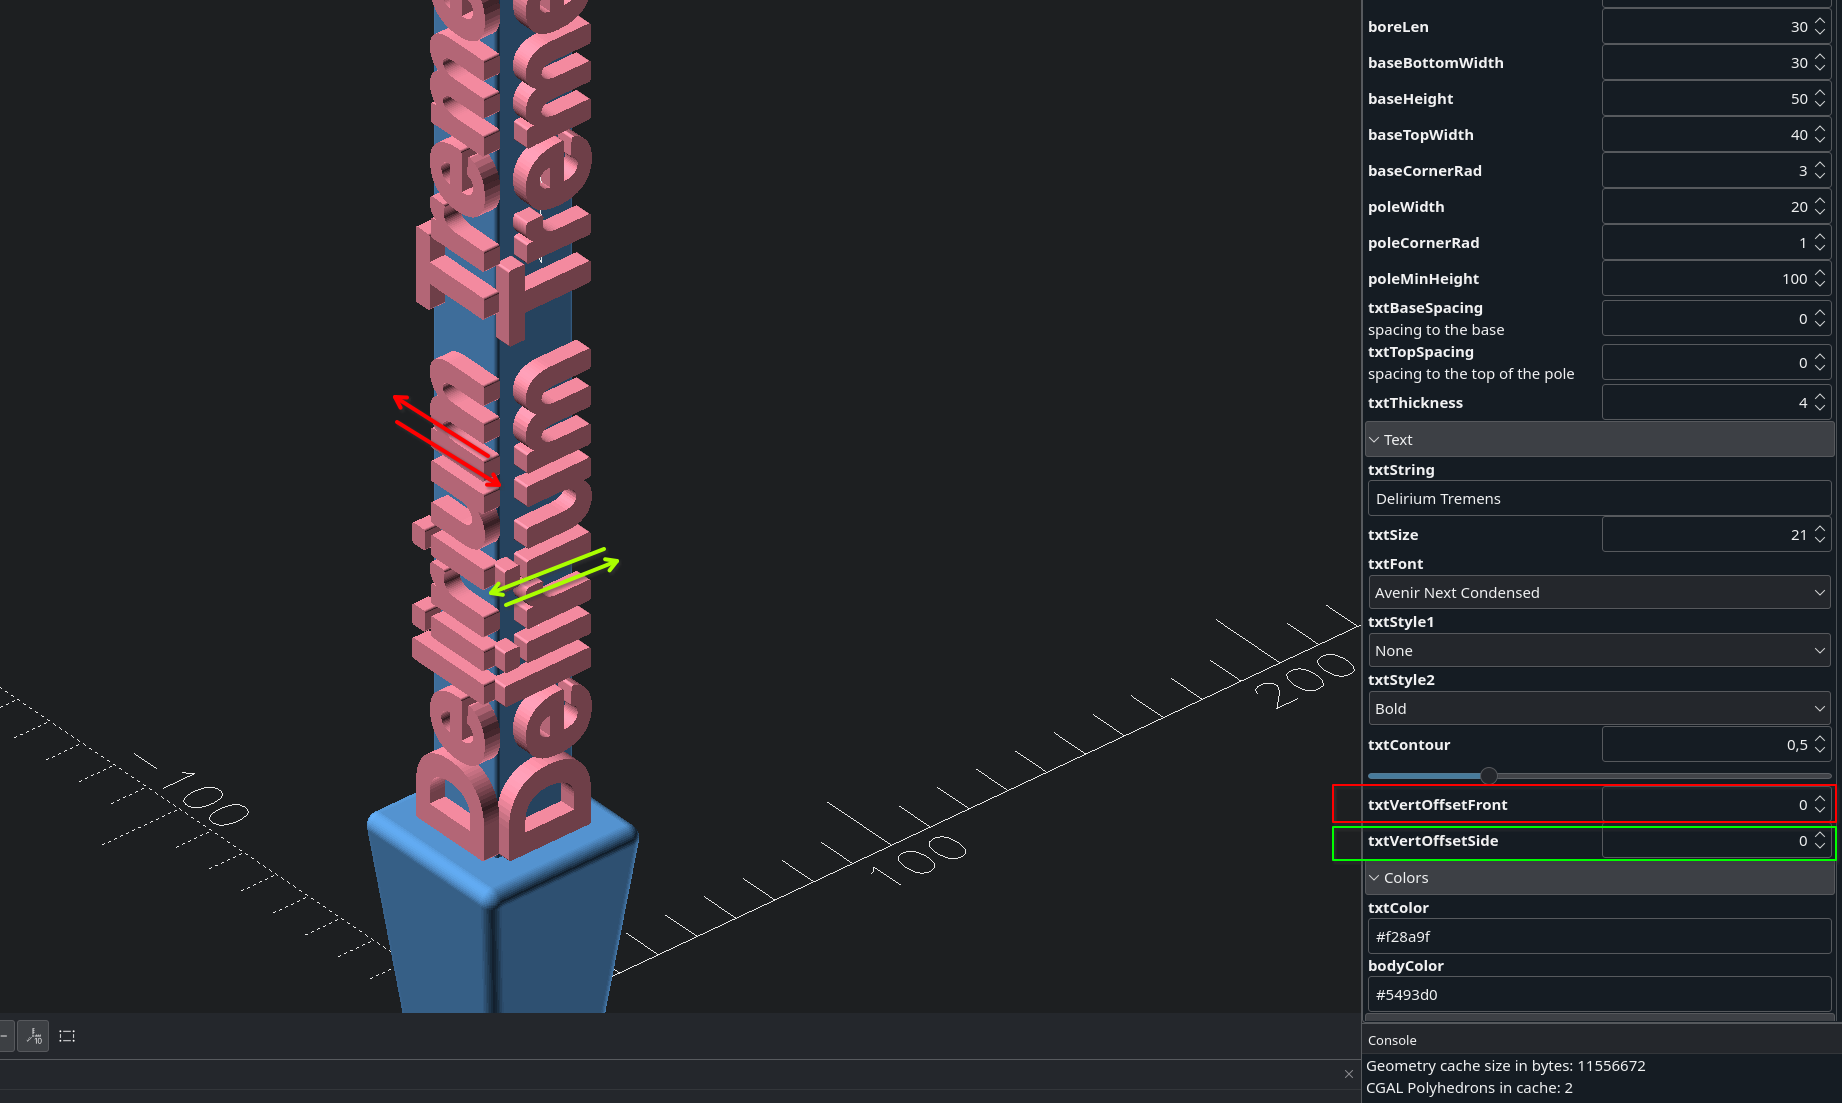 Delirium Tremens
Delirium Tremens
100
100
200
10
boreLen 30
baseBottomWidth 30
baseHeight 50
baseTopWidth 40
baseCornerRad 3
poleWidth 20
poleCornerRad 1
poleMinHeight 100
txtBaseSpacing
spacing to the base 0
txtTopSpacing
spacing to the top of the pole 0
txtThickness 4
Text
txtString
Delirium Tremens
txtSize 21
txtFont
Avenir Next Condensed
txtStyle1
None
txtStyle2
Bold
txtContour 0,5
txtVertOffsetFront 0
txtVertOffsetSide 0
Colors
txtColor
#f28a9f
bodyColor
#5493d0
Console
Geometry cache size in bytes: 11556672
CGAL Polyhedrons in cache: 2